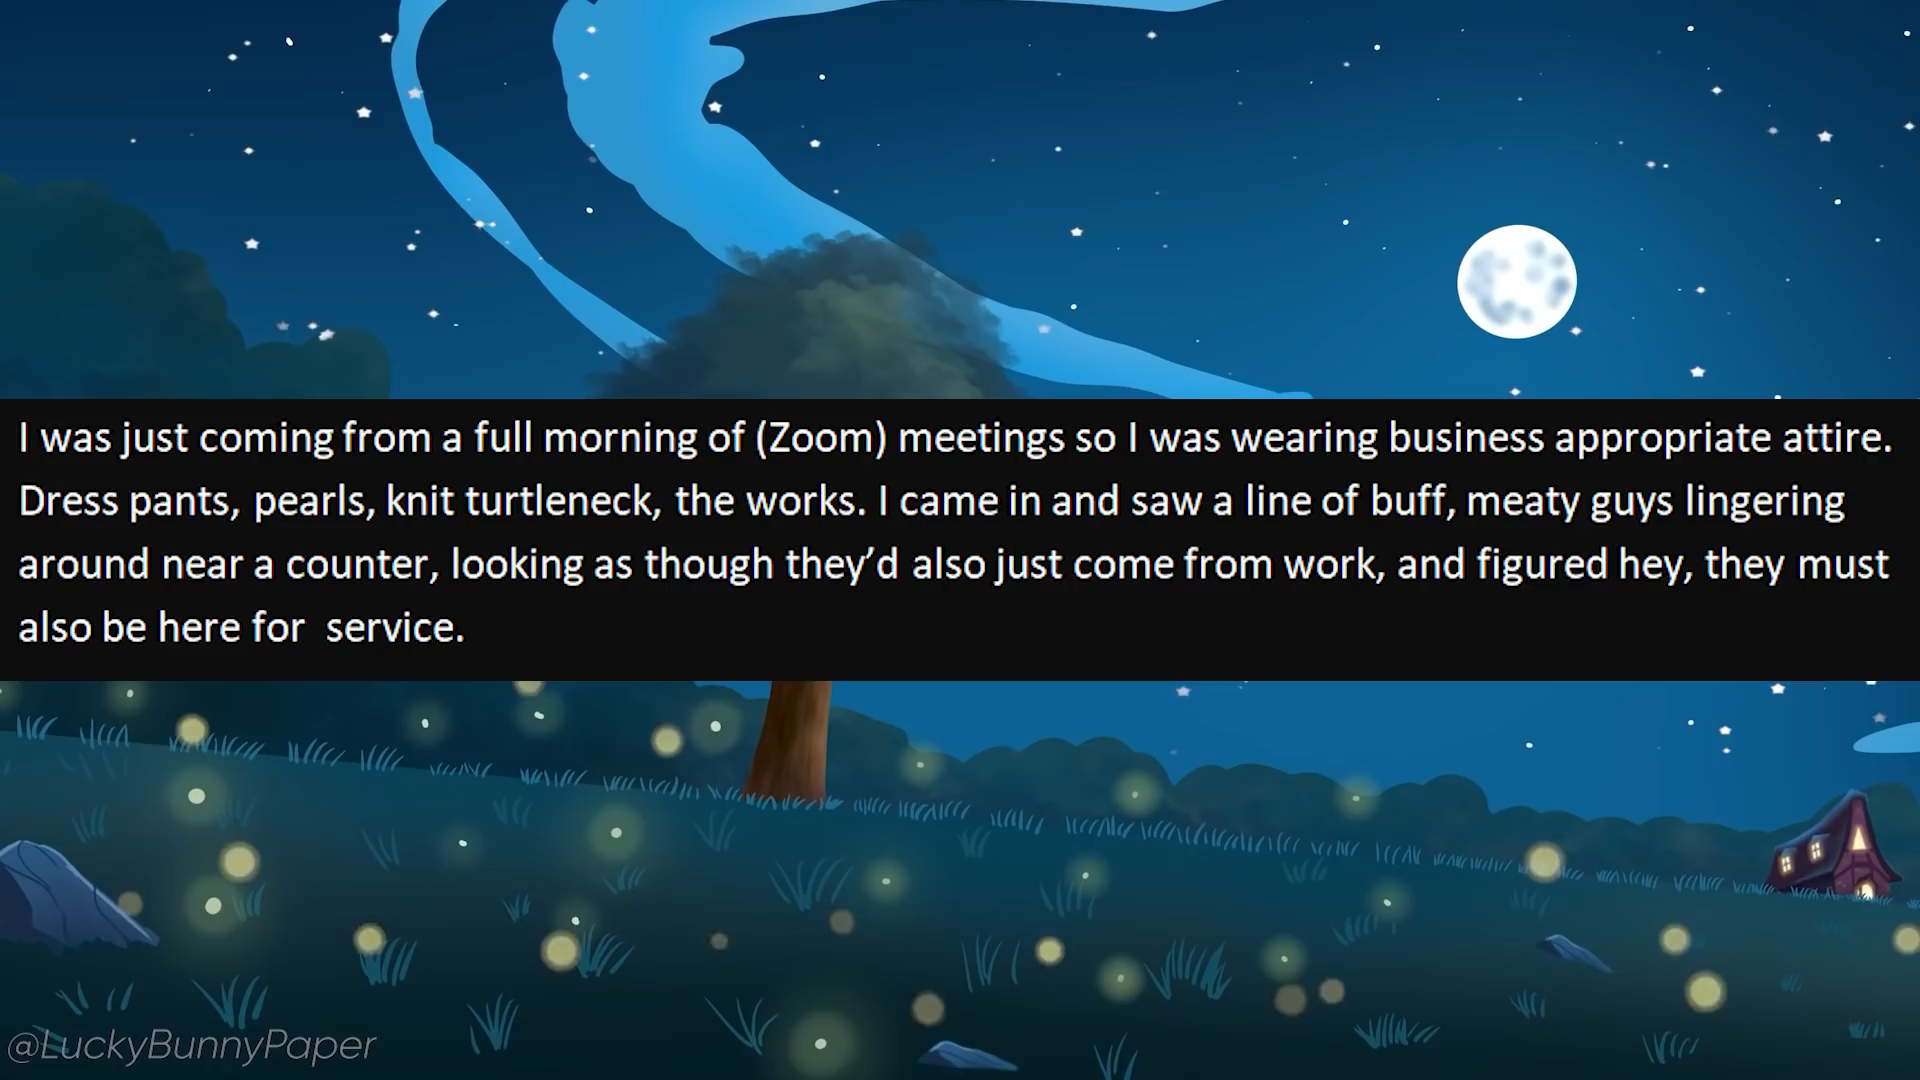 I was just coming from a full morning of (Zoom) meetings so I was wearing business appropriate attire.
Dress pants, pearls, knit turtleneck, the works. I came in and saw a line of buff, meaty guys lingering
around near a counter, looking as though they’d also just come from work, and figured hey, they must
also be here for  service.
@LuckyBunnyPaper